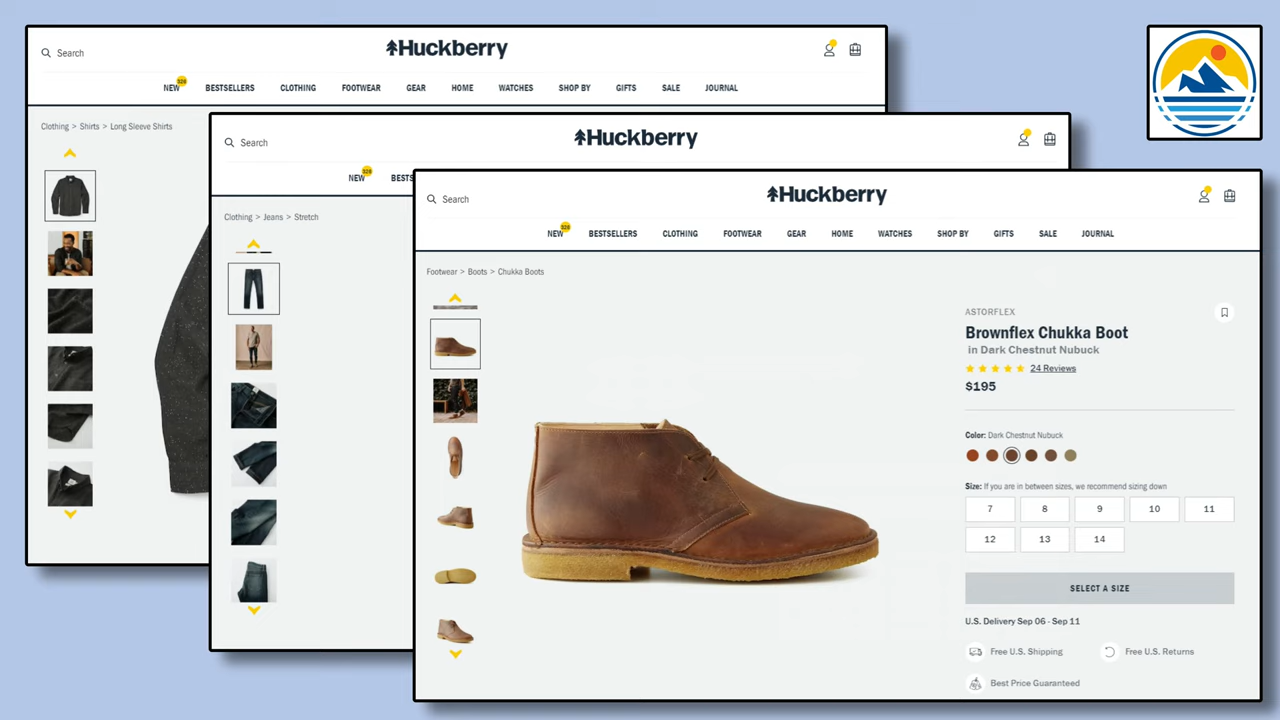 Search
Huckberry
NEW
328
BESTSELLERS
CLOTHING
FOOTWEAR
GEAR
HOME
WATCHES
SHOP BY
GIFTS
SALE
JOURNAL
Clothing > Shirts > Long Sleeve Shirts
Search
Huckberry
NEW
328
BESTS
Clothing > Jeans > Stretch
Search
Huckberry
NEW
328
BESTSELLERS
CLOTHING
FOOTWEAR
GEAR
HOME
WATCHES
SHOP BY
GIFTS
SALE
JOURNAL
Footwear > Boots > Chukka Boots
ASTORFLEX
Brownflex Chukka Boot
in Dark Chestnut Nubuck
24 Reviews
$195
Color: Dark Chestnut Nubuck
Size: If you are in between sizes, we recommend sizing down
7
8
9
10
11
12
13
14
SELECT A SIZE
U.S. Delivery Sep 06 - Sep 11
Free U.S. Shipping
Free U.S. Returns
Best Price Guaranteed